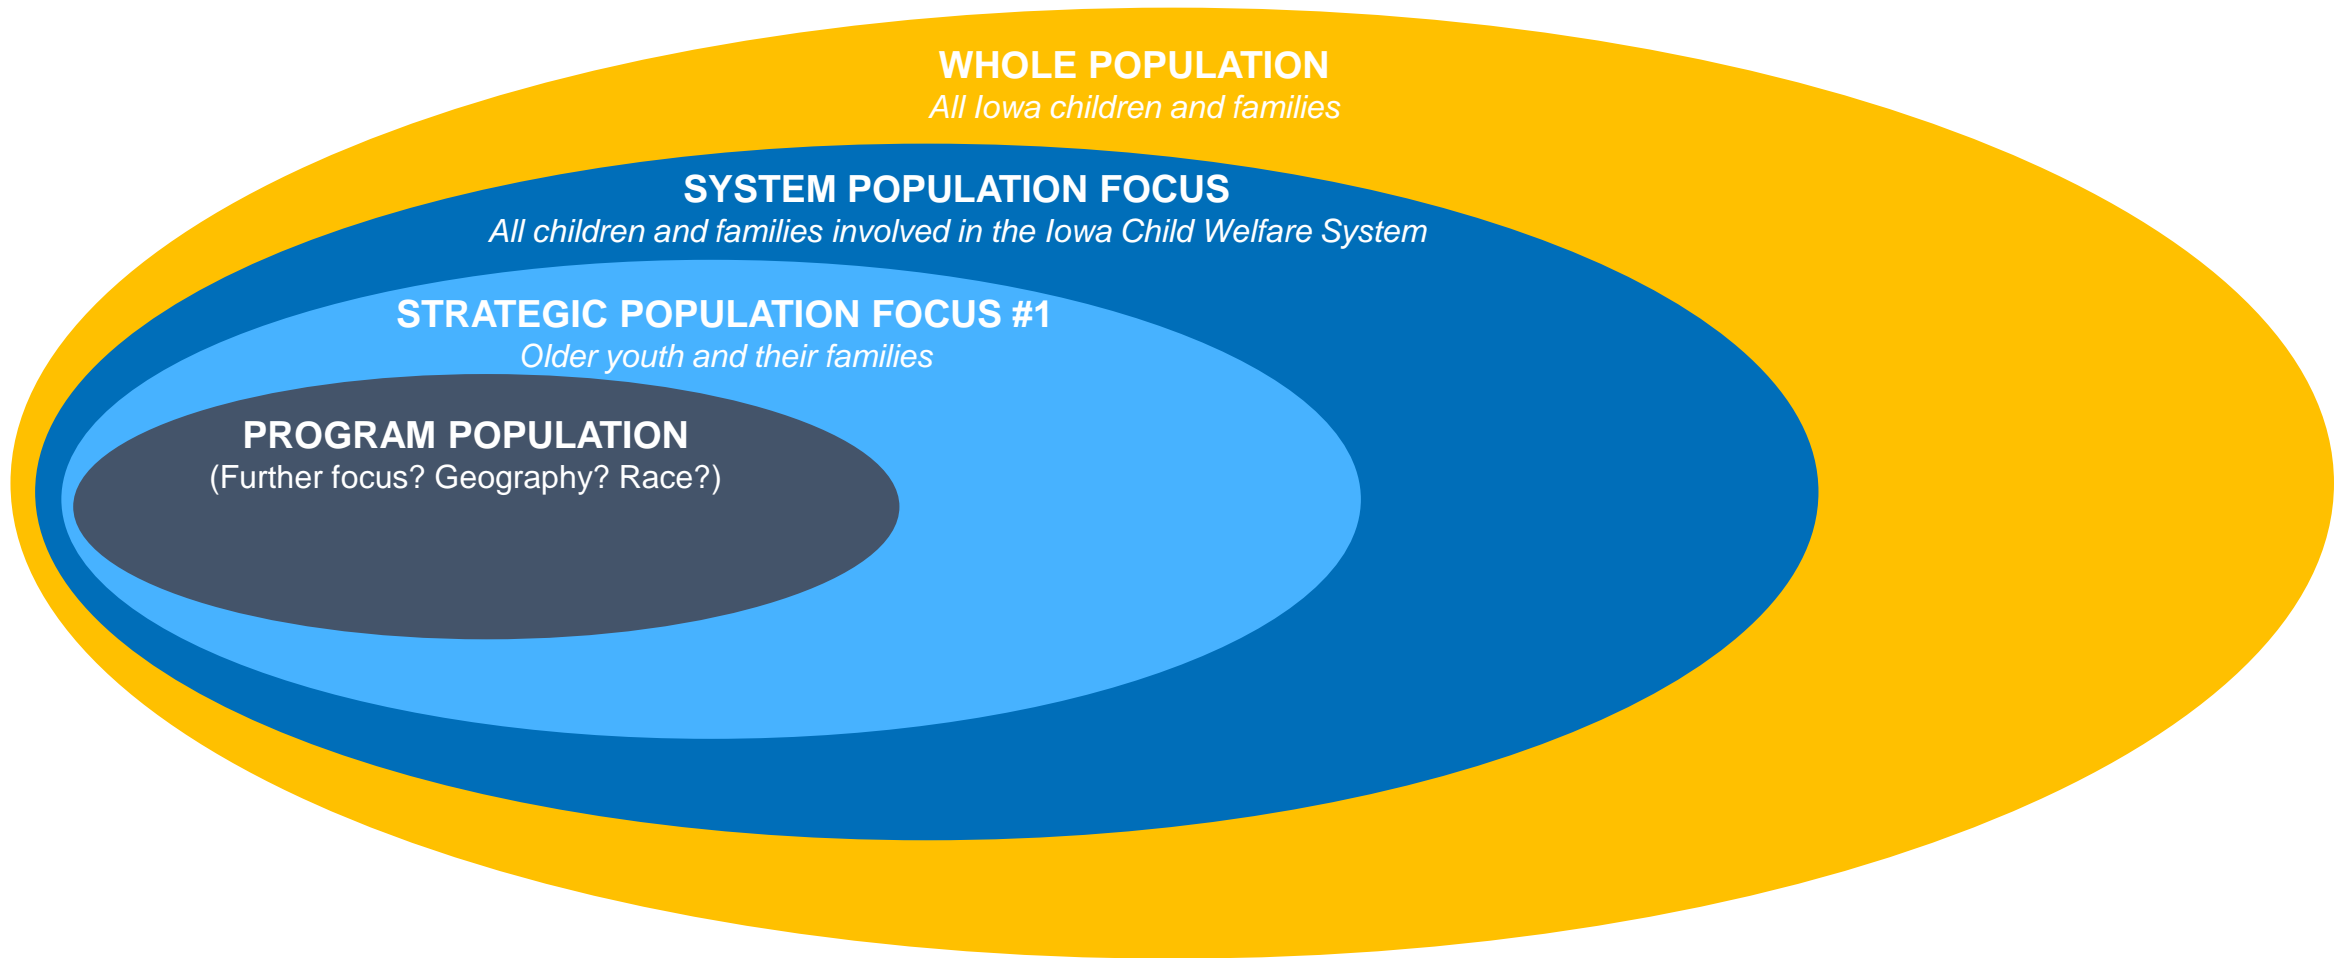 WHOLE POPULATION
All Iowa children and families
SYSTEM POPULATION FOCUS
All children and families involved in the Iowa Child Welfare System
STRATEGIC POPULATION FOCUS #1
Older youth and their families
PROGRAM POPULATION
(Further focus? Geography? Race?)